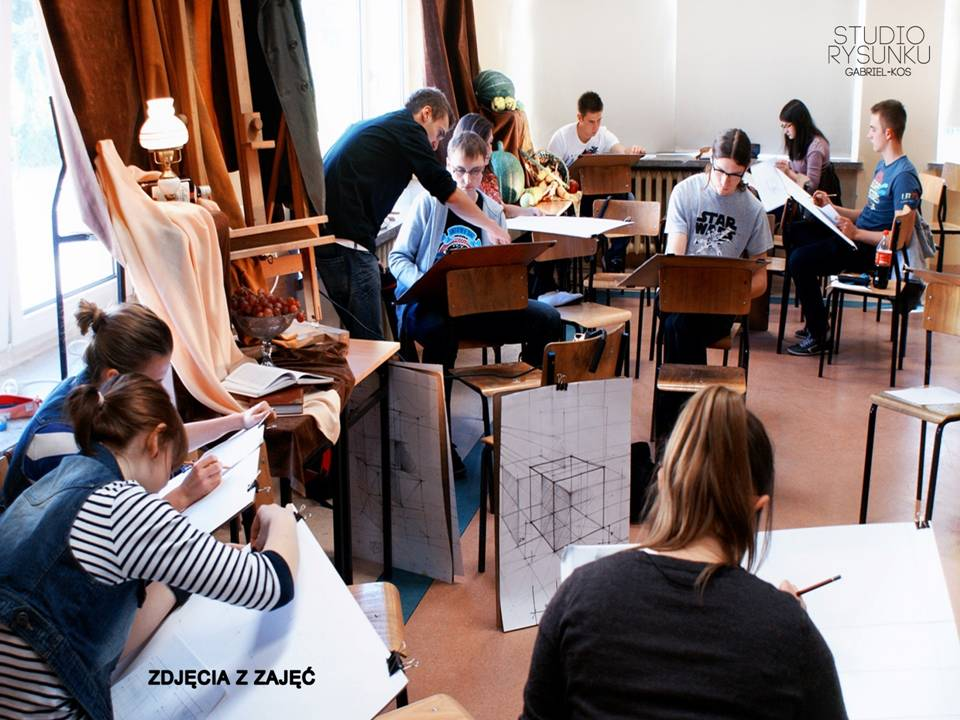 STUDIO
RYSUNKU
GABRIEL-KOS
STAR
WARS
ZDJĘCIA Z ZAJĘĆ